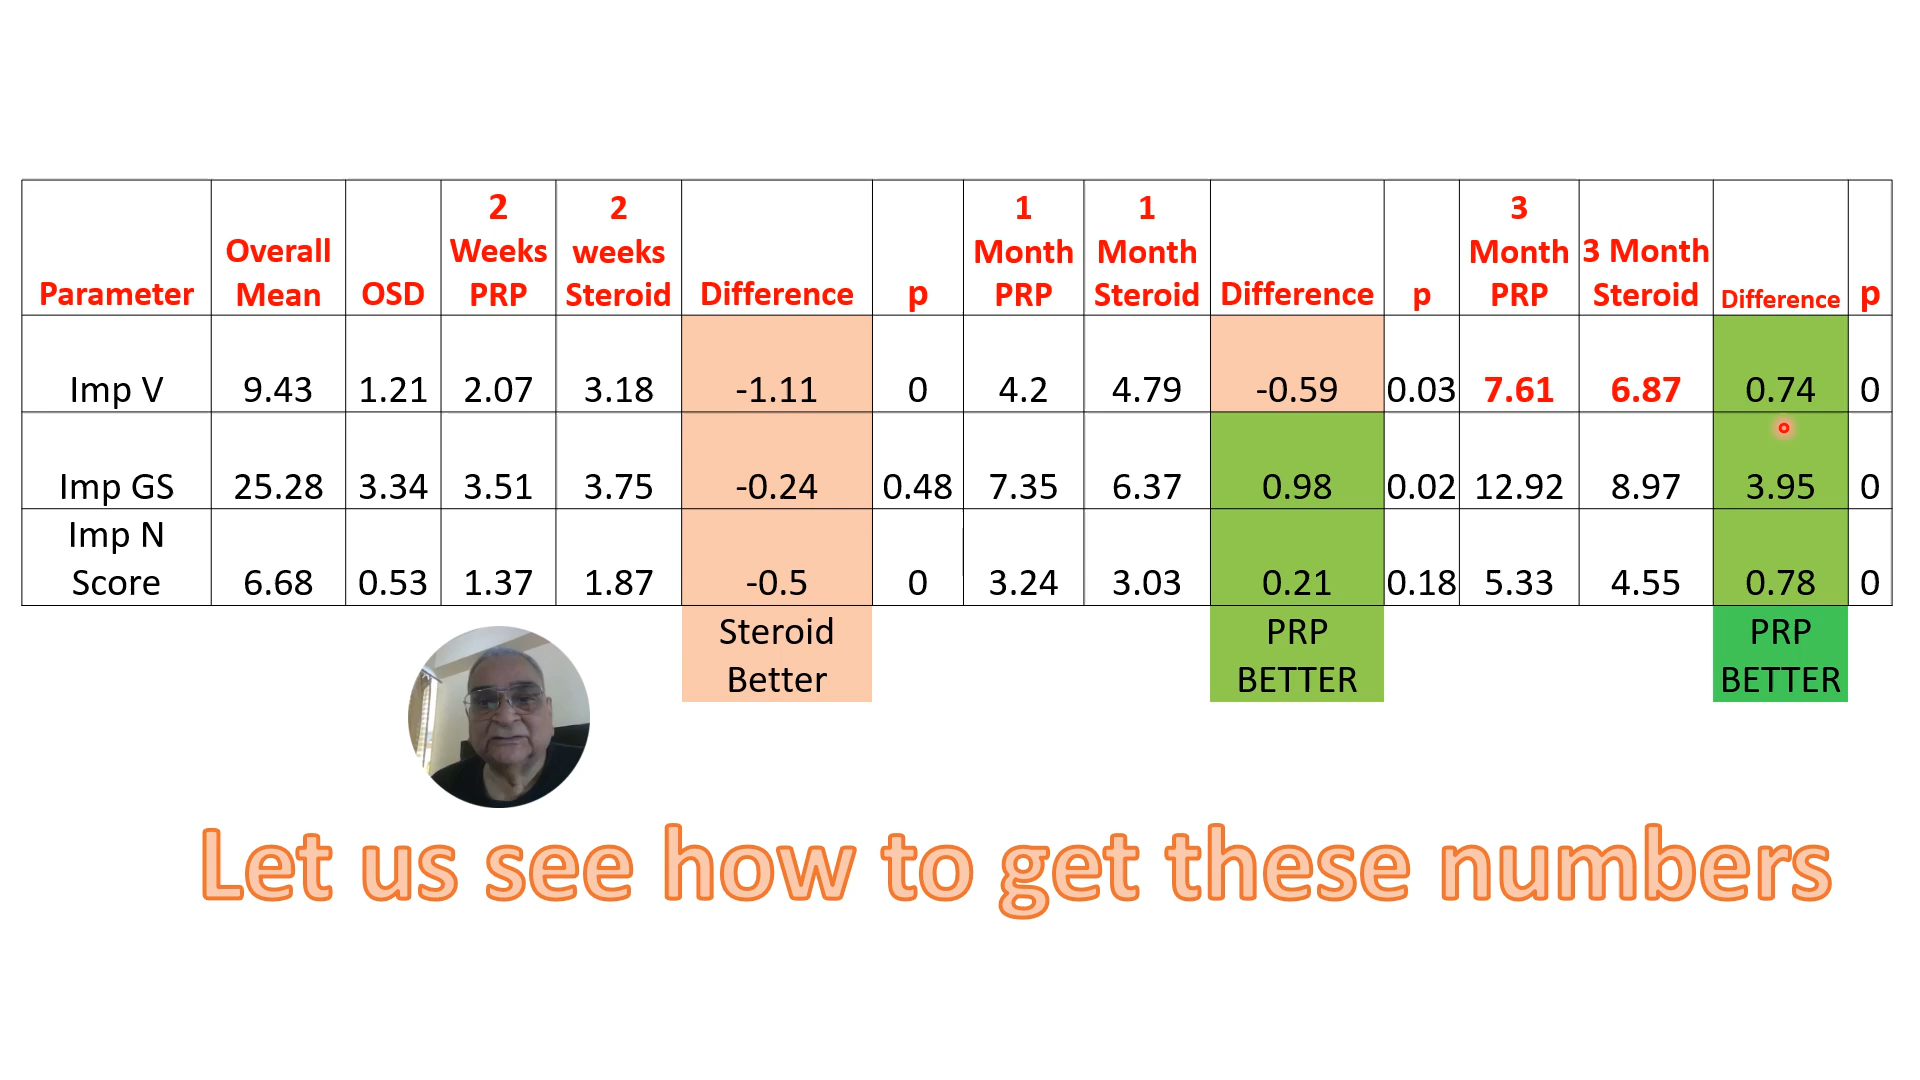 Parameter Overall Mean OSD 2 Weeks PRP 2 weeks Steroid Difference p 1 Month PRP 1 Month Steroid Difference p 3 Month PRP 3 Month Steroid Difference p
Imp V 9.43 1.21 2.07 3.18 -1.11 0 4.2 4.79 -0.59 0.03 7.61 6.87 0.74 0
Imp GS 25.28 3.34 3.51 3.75 -0.24 0.48 7.35 6.37 0.98 0.02 12.92 8.97 3.95 0
Imp N Score 6.68 0.53 1.37 1.87 -0.5 0 3.24 3.03 0.21 0.18 5.33 4.55 0.78 0
Steroid Better PRP BETTER PRP BETTER
Let us see how to get these numbers